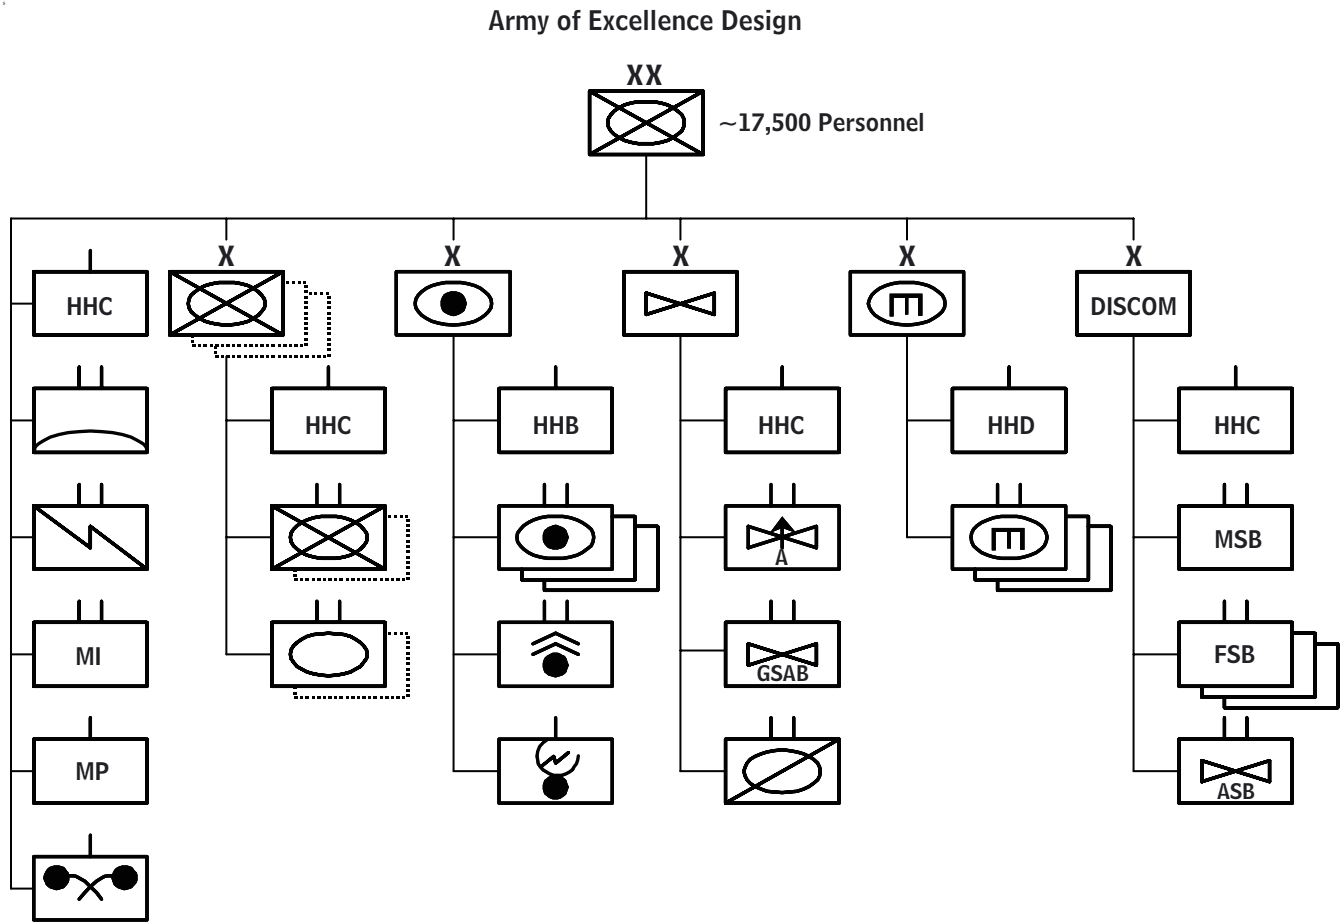 Army of Excellence Design
XX
~17,500 Personnel
X
X
X
X
X
HHC
DISCOM
HHC
HHB
HHC
HHD
HHC
A
MSB
MI
GSAB
FSB
MP
ASB